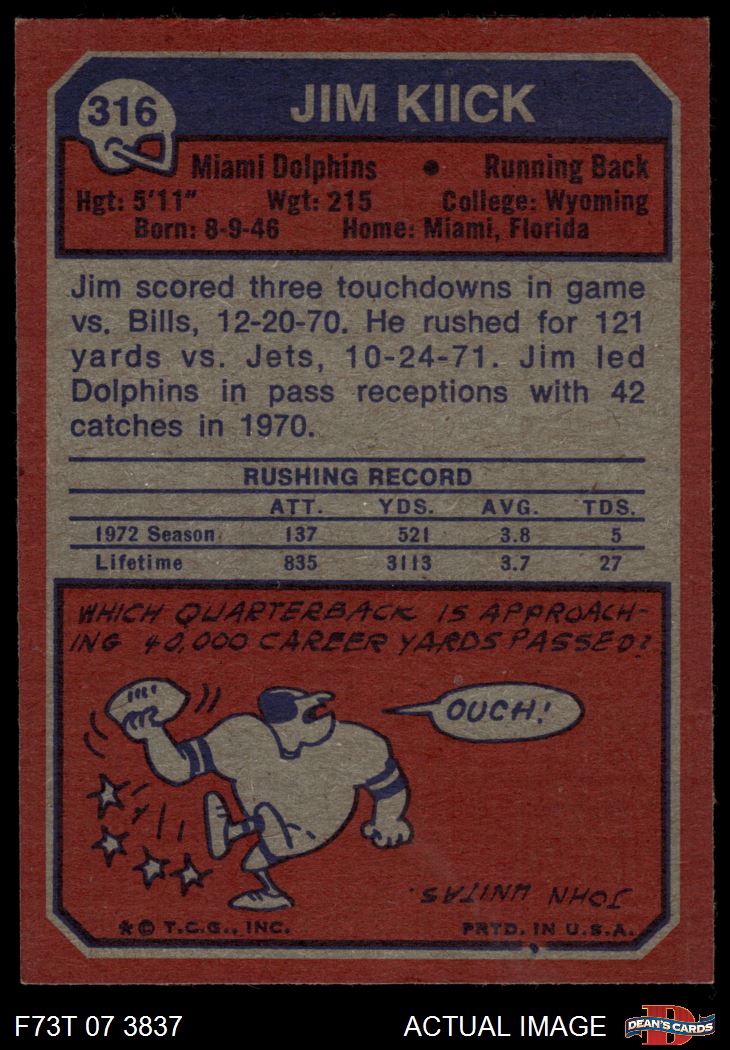 316
JIM KIICK
Miami Dolphins • Running Back
Hgt: 5'11" Wgt: 215 College: Wyoming
Born: 8-9-46 Home: Miami, Florida
Jim scored three touchdowns in game
vs. Bills, 12-20-70. He rushed for 121
yards vs. Jets, 10-24-71. Jim led
Dolphins in pass receptions with 42
catches in 1970.
RUSHING RECORD
ATT. YDS. AVG. TDS.
1972 Season 137 521 3.8 5
Lifetime 835 3113 3.7 27
WHICH QUARTERBACK IS APPROACH-
ING 40,000 CAREER YARDS PASSED?
OUCH!
JOHN UNITAS.
* © T.C.G., INC. PRTD. IN U.S.A.
F73T 07 3837 ACTUAL IMAGE
D
DEAN'S CARDS